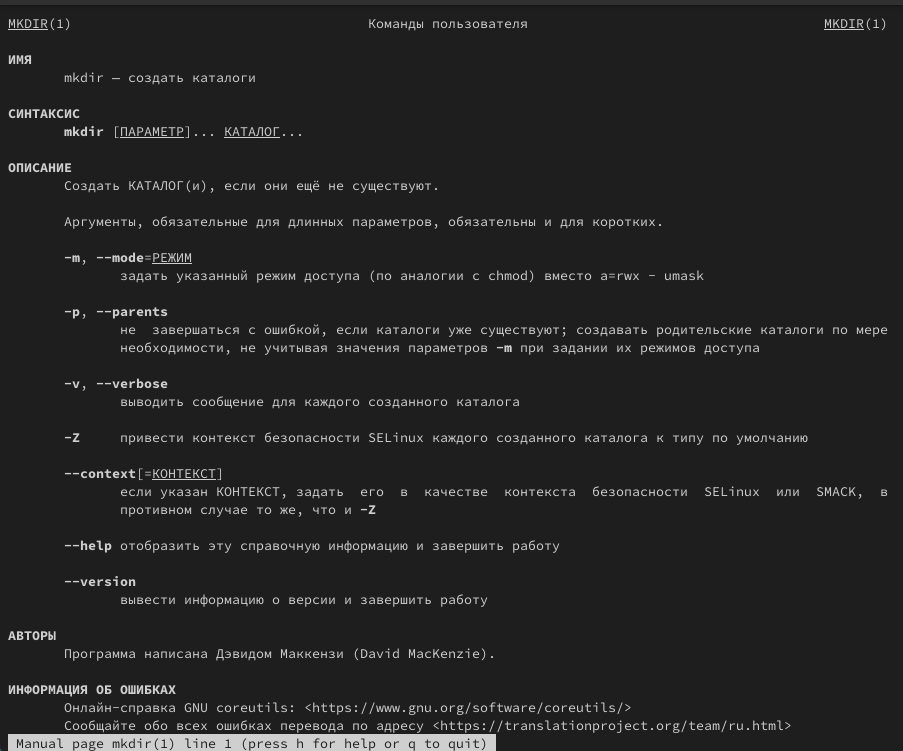 MKDIR(1) Команды пользователя MKDIR(1)
ИМЯ
mkdir — создать каталоги
СИНТАКСИС
mkdir [ПАРАМЕТР]... КАТАЛОГ...
ОПИСАНИЕ
Создать КАТАЛОГ(и), если они ещё не существуют.
Аргументы, обязательные для длинных параметров, обязательны и для коротких.
-m, --mode=РЕЖИМ
задать указанный режим доступа (по аналогии с chmod) вместо a=rwx - umask
-p, --parents
не завершаться с ошибкой, если каталоги уже существуют; создавать родительские каталоги по мере
необходимости, не учитывая значения параметров -m при задании их режимов доступа
-v, --verbose
выводить сообщение для каждого созданного каталога
-Z привести контекст безопасности SELinux каждого созданного каталога к типу по умолчанию
--context[=КОНТЕКСТ]
если указан КОНТЕКСТ, задать его в качестве контекста безопасности SELinux или SMACK, в
противном случае то же, что и -Z
--help отобразить эту справочную информацию и завершить работу
--version
вывести информацию о версии и завершить работу
АВТОРЫ
Программа написана Дэвидом Маккензи (David MacKenzie).
ИНФОРМАЦИЯ ОБ ОШИБКАХ
Онлайн-справка GNU coreutils: <https://www.gnu.org/software/coreutils/>
Сообщайте обо всех ошибках перевода по адресу <https://translationproject.org/team/ru.html>
Manual page mkdir(1) line 1 (press h for help or q to quit)